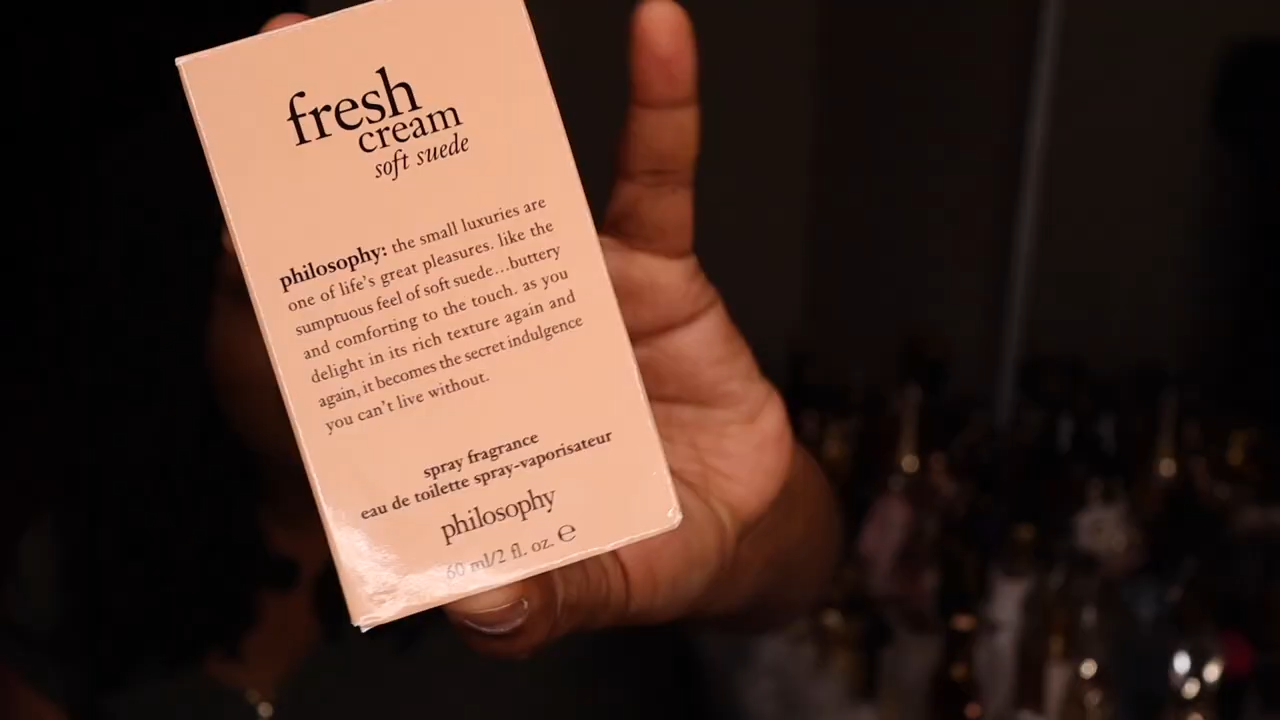 fresh
cream
soft suede
philosophy: the small luxuries are
one of life's great pleasures. like the
sumptuous feel of soft suede...buttery
and comforting to the touch. as you
delight in its rich texture again and
again, it becomes the secret indulgence
you can't live without.
spray fragrance
eau de toilette spray-vaporisateur
philosophy
60 ml/2 fl. oz. ℮